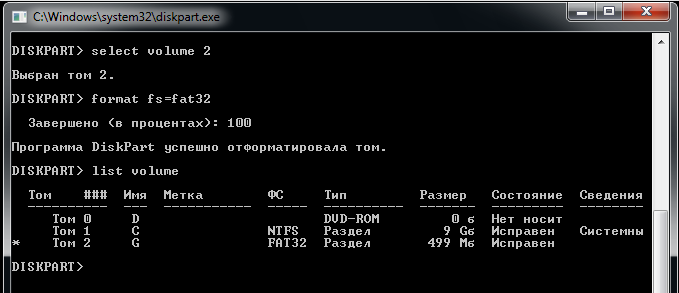 C:\Windows\system32\diskpart.exe
DISKPART> select volume 2
Выбран том 2.
DISKPART> format fs=fat32
Завершено (в процентах): 100
Программа DiskPart успешно отформатировала том.
DISKPART> list volume
Том ### Имя Метка ФС Тип Размер Состояние Сведения
---------- --- ----------- ----- ---------- ------- --------- --------
Том 0 D DVD-ROM 0 б Нет носит
Том 1 C NTFS Раздел 9 Gб Исправен Системны
* Том 2 G FAT32 Раздел 499 Mб Исправен
DISKPART>